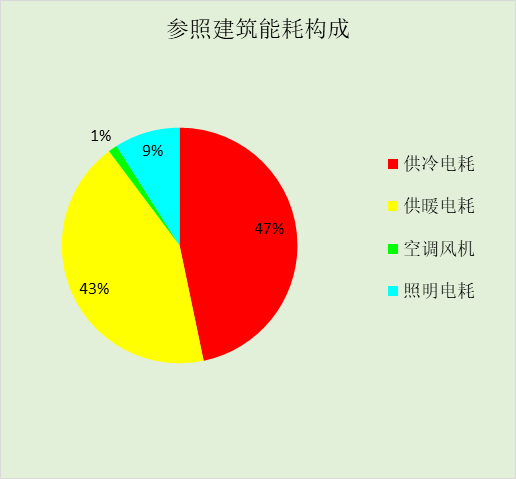 参照建筑能耗构成
1%
9%
47%
43%
供冷电耗
供暖电耗
空调风机
照明电耗